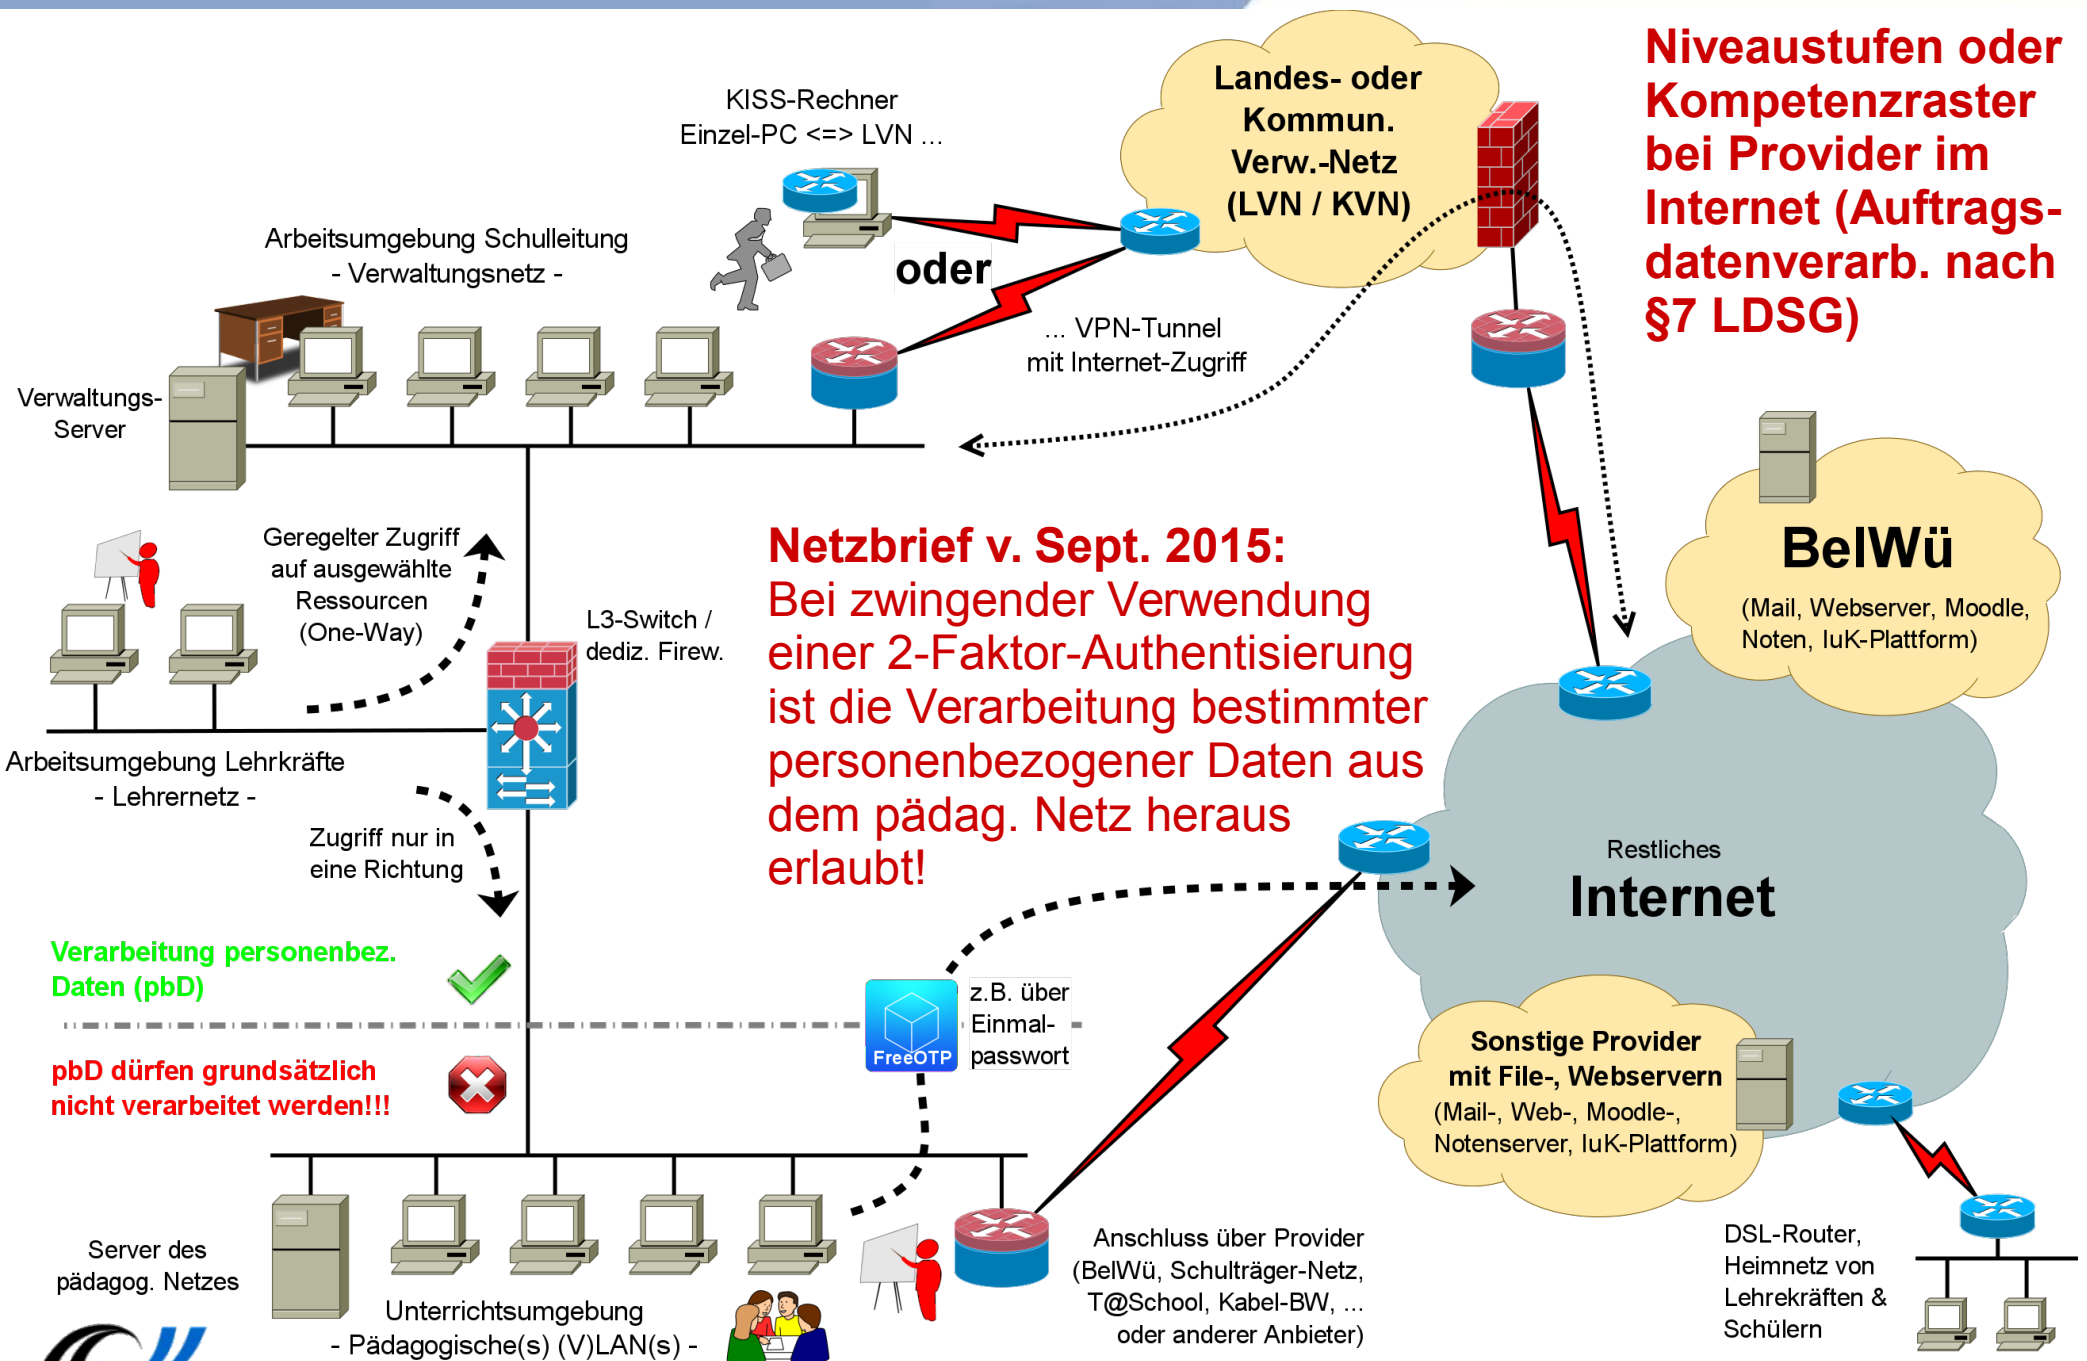 Niveaustufen oder
Kompetenzraster
bei Provider im
Internet (Auftrags-
datenverarb. nach
§7 LDSG)
Landes- oder
Kommun.
Verw.-Netz
(LVN / KVN)
KISS-Rechner
Einzel-PC <=> LVN ...
oder
... VPN-Tunnel
mit Internet-Zugriff
Arbeitsumgebung Schulleitung
- Verwaltungsnetz -
Verwaltungs-
Server
Geregelter Zugriff
auf ausgewählte
Ressourcen
(One-Way)
L3-Switch /
dediz. Firew.
Arbeitsumgebung Lehrkräfte
- Lehrernetz -
Zugriff nur in
eine Richtung
Netzbrief v. Sept. 2015:
Bei zwingender Verwendung
einer 2-Faktor-Authentisierung
ist die Verarbeitung bestimmter
personenbezogener Daten aus
dem pädag. Netz heraus
erlaubt!
BelWü
(Mail, Webserver, Moodle,
Noten, IuK-Plattform)
Restliches
Internet
Verarbeitung personenbez.
Daten (pbD)
pbD dürfen grundsätzlich
nicht verarbeitet werden!!!
FreeOTP
z.B. über
Einmal-
passwort
Sonstige Provider
mit File-, Webservern
(Mail-, Web-, Moodle-,
Notenserver, IuK-Plattform)
Server des
pädagog. Netzes
Unterrichtsumgebung
- Pädagogische(s) (V)LAN(s) -
Anschluss über Provider
(BelWü, Schulträger-Netz,
T@School, Kabel-BW, ...
oder anderer Anbieter)
DSL-Router,
Heimnetz von
Lehrekräften &
Schülern